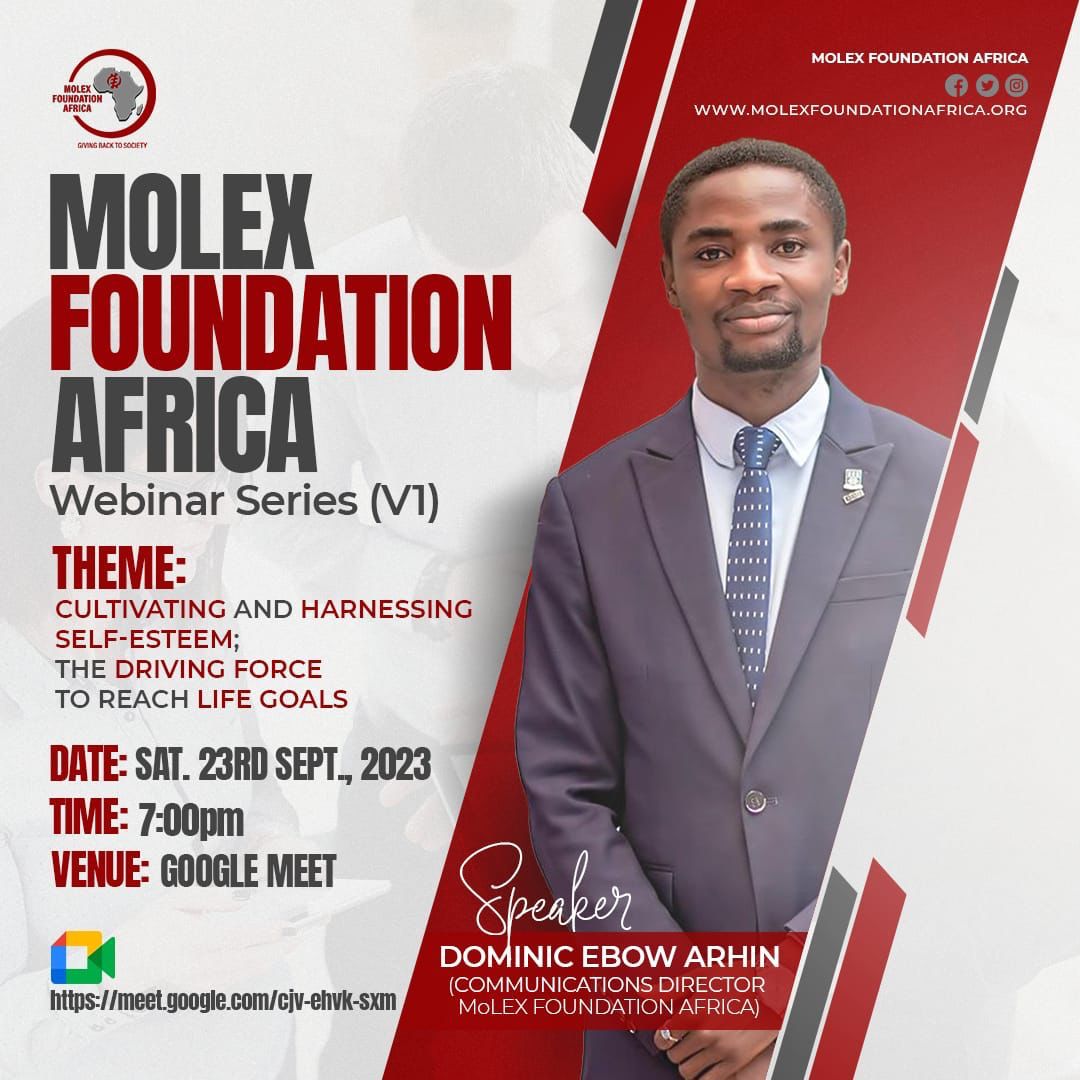 MOLEX
FOUNDATION
AFRICA
GIVING BACK TO SOCIETY
MOLEX FOUNDATION AFRICA
WWW.MOLEXFOUNDATIONAFRICA.ORG
MOLEX
FOUNDATION
AFRICA
Webinar Series (V1)
THEME:
CULTIVATING AND HARNESSING
SELF-ESTEEM;
THE DRIVING FORCE
TO REACH LIFE GOALS
DATE: SAT. 23RD SEPT., 2023
TIME: 7:00pm
VENUE: GOOGLE MEET
https://meet.google.com/cjv-ehvk-sxm
Speaker
DOMINIC EBOW ARHIN
(COMMUNICATIONS DIRECTOR
MoLEX FOUNDATION AFRICA)